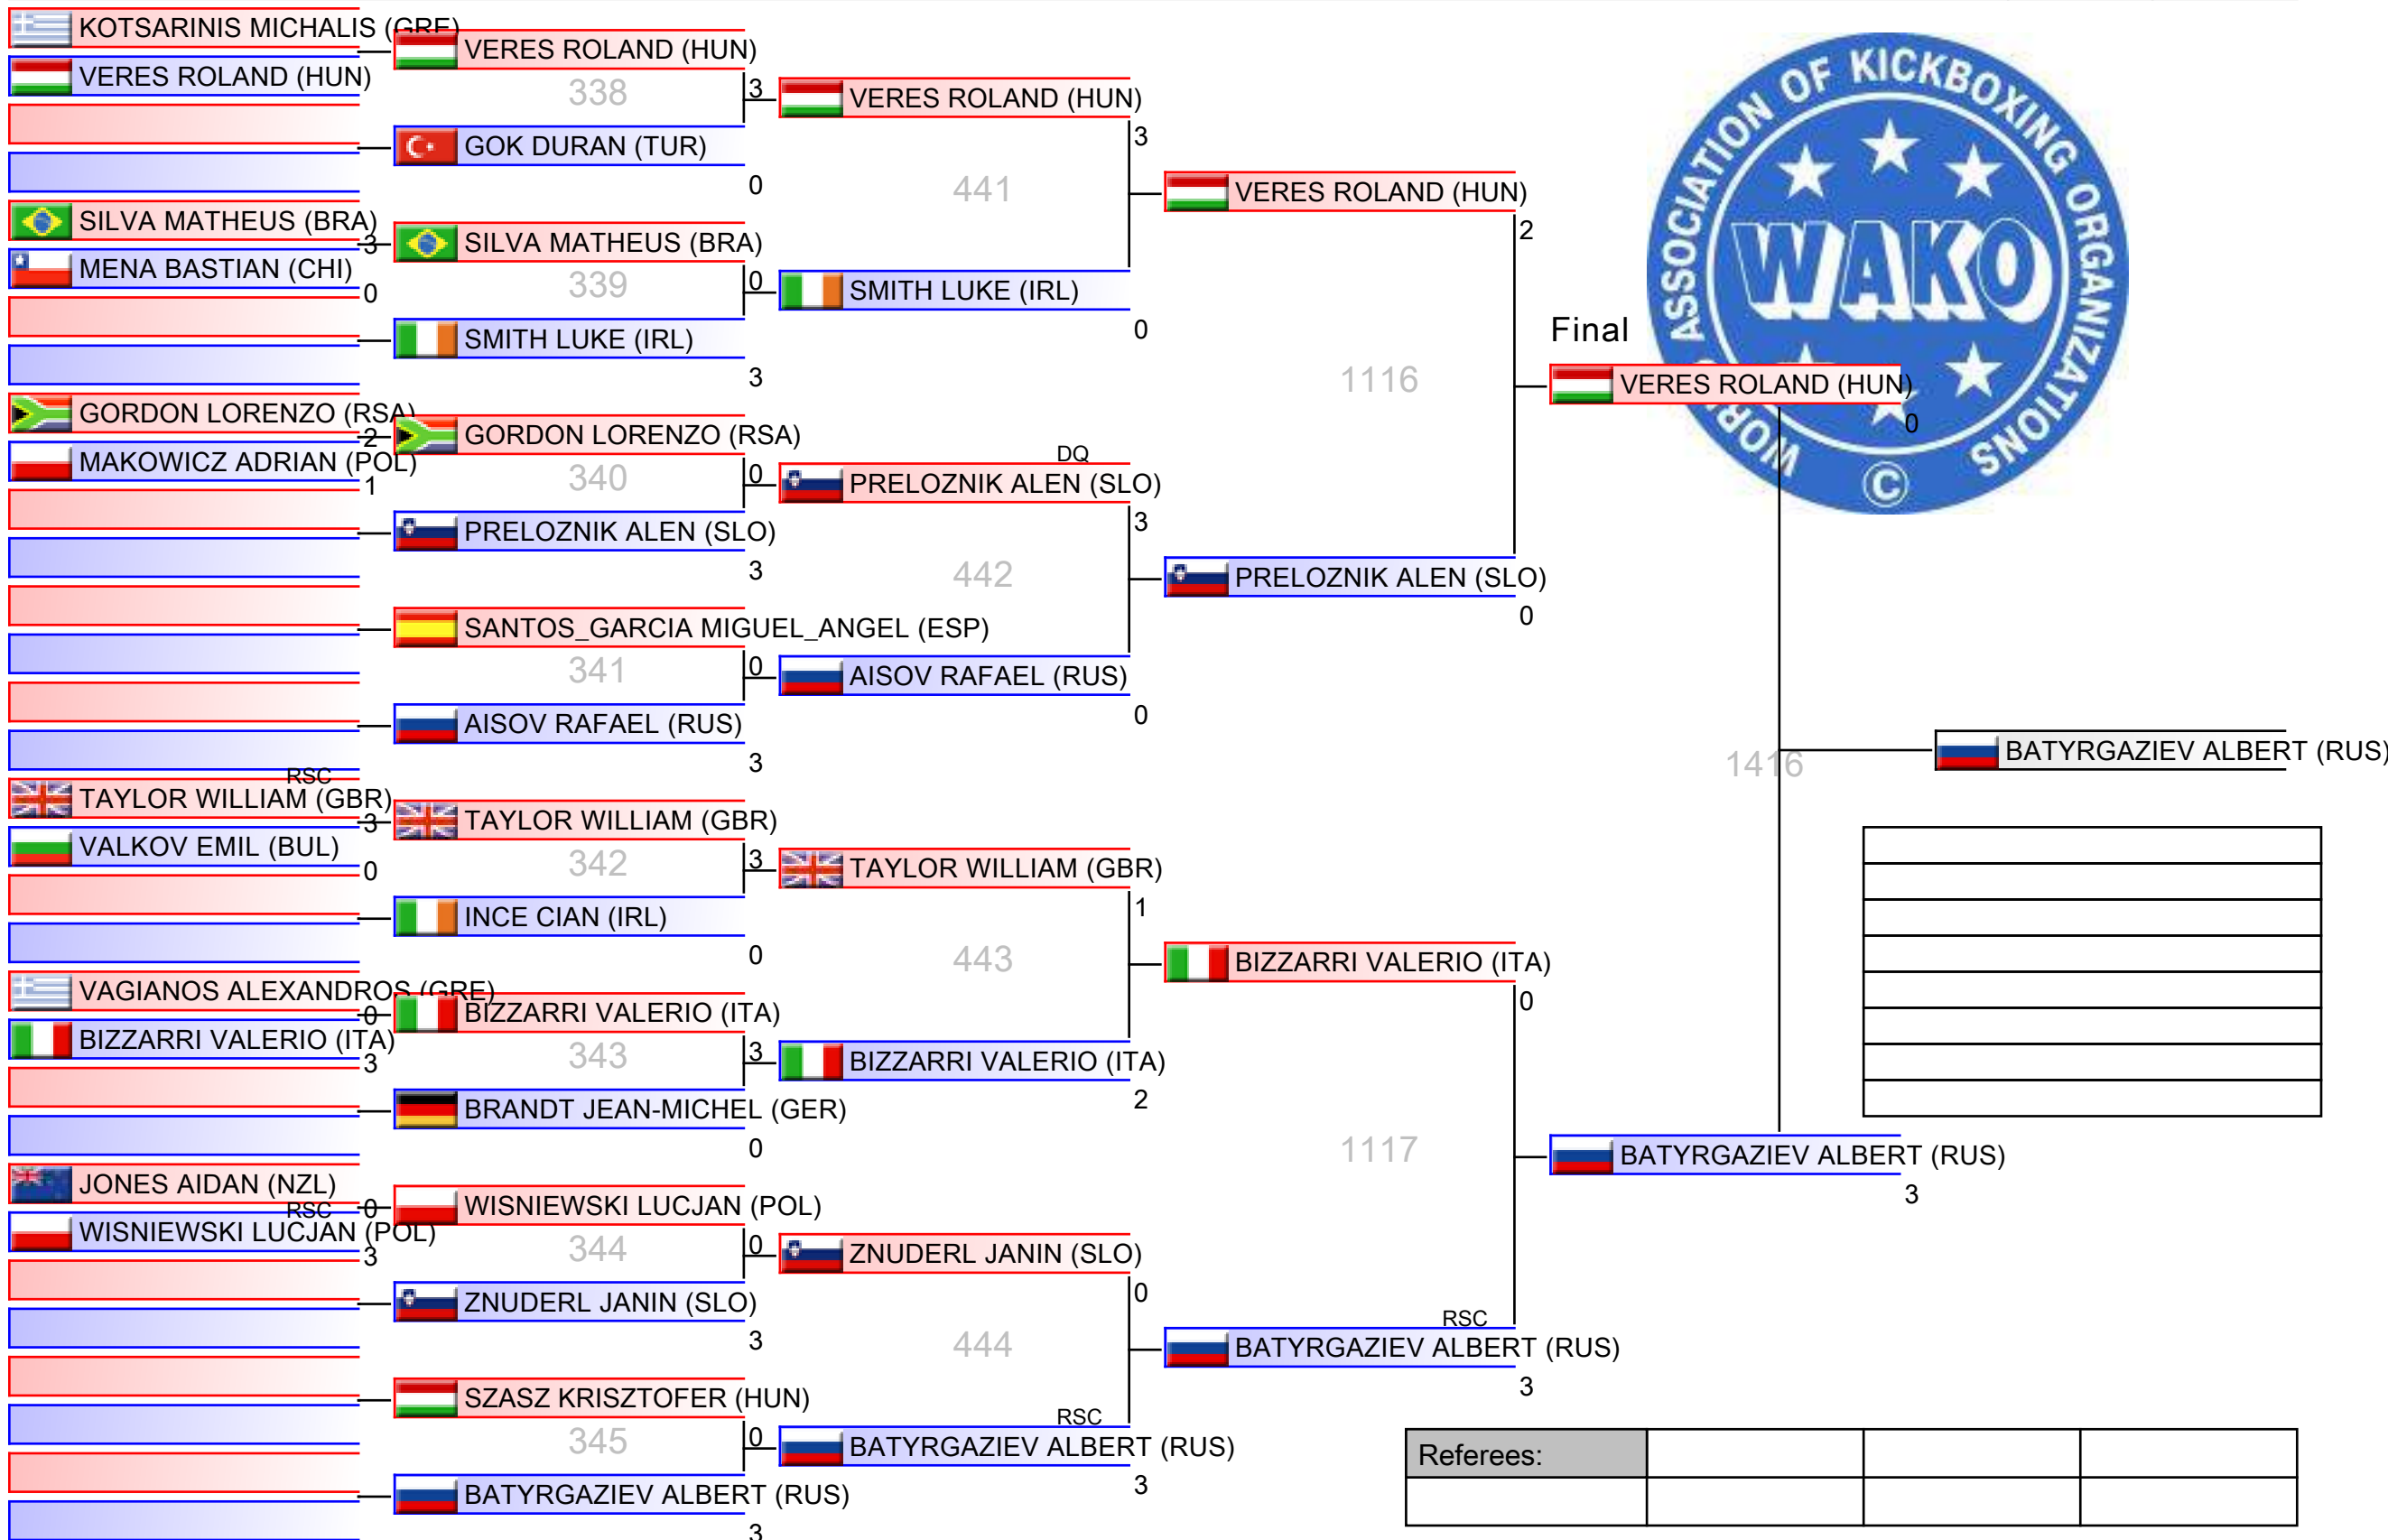 KOTSARINIS MICHALIS (GRE)
VERES ROLAND (HUN)
SILVA MATHEUS (BRA)
3
MENA BASTIAN (CHI)
0
GORDON LORENZO (RSA)
2
MAKOWICZ ADRIAN (POL)
1
RSC
TAYLOR WILLIAM (GBR)
3
VALKOV EMIL (BUL)
0
VAGIANOS ALEXANDROS (GRE)
0
BIZZARRI VALERIO (ITA)
3
JONES AIDAN (NZL)
0
RSC
WISNIEWSKI LUCJAN (POL)
3
VERES ROLAND (HUN)
3
338
GOK DURAN (TUR)
0
SILVA MATHEUS (BRA)
0
339
SMITH LUKE (IRL)
3
GORDON LORENZO (RSA)
0
340
PRELOZNIK ALEN (SLO)
3
SANTOS_GARCIA MIGUEL_ANGEL (ESP)
0
341
AISOV RAFAEL (RUS)
3
TAYLOR WILLIAM (GBR)
3
342
INCE CIAN (IRL)
0
BIZZARRI VALERIO (ITA)
3
343
BRANDT JEAN-MICHEL (GER)
0
WISNIEWSKI LUCJAN (POL)
0
344
ZNUDERL JANIN (SLO)
3
SZASZ KRISZTOFER (HUN)
0
345
BATYRGAZIEV ALBERT (RUS)
3
VERES ROLAND (HUN)
3
441
SMITH LUKE (IRL)
0
DQ
PRELOZNIK ALEN (SLO)
3
442
AISOV RAFAEL (RUS)
0
TAYLOR WILLIAM (GBR)
1
443
BIZZARRI VALERIO (ITA)
2
ZNUDERL JANIN (SLO)
0
444
RSC
BATYRGAZIEV ALBERT (RUS)
3
VERES ROLAND (HUN)
2
1116
PRELOZNIK ALEN (SLO)
0
BIZZARRI VALERIO (ITA)
0
1117
RSC
BATYRGAZIEV ALBERT (RUS)
3
WORLD ASSOCIATION OF KICKBOXING ORGANIZATIONS
WAKO
©
Final
VERES ROLAND (HUN)
0
1416
BATYRGAZIEV ALBERT (RUS)
3
BATYRGAZIEV ALBERT (RUS)
Referees: